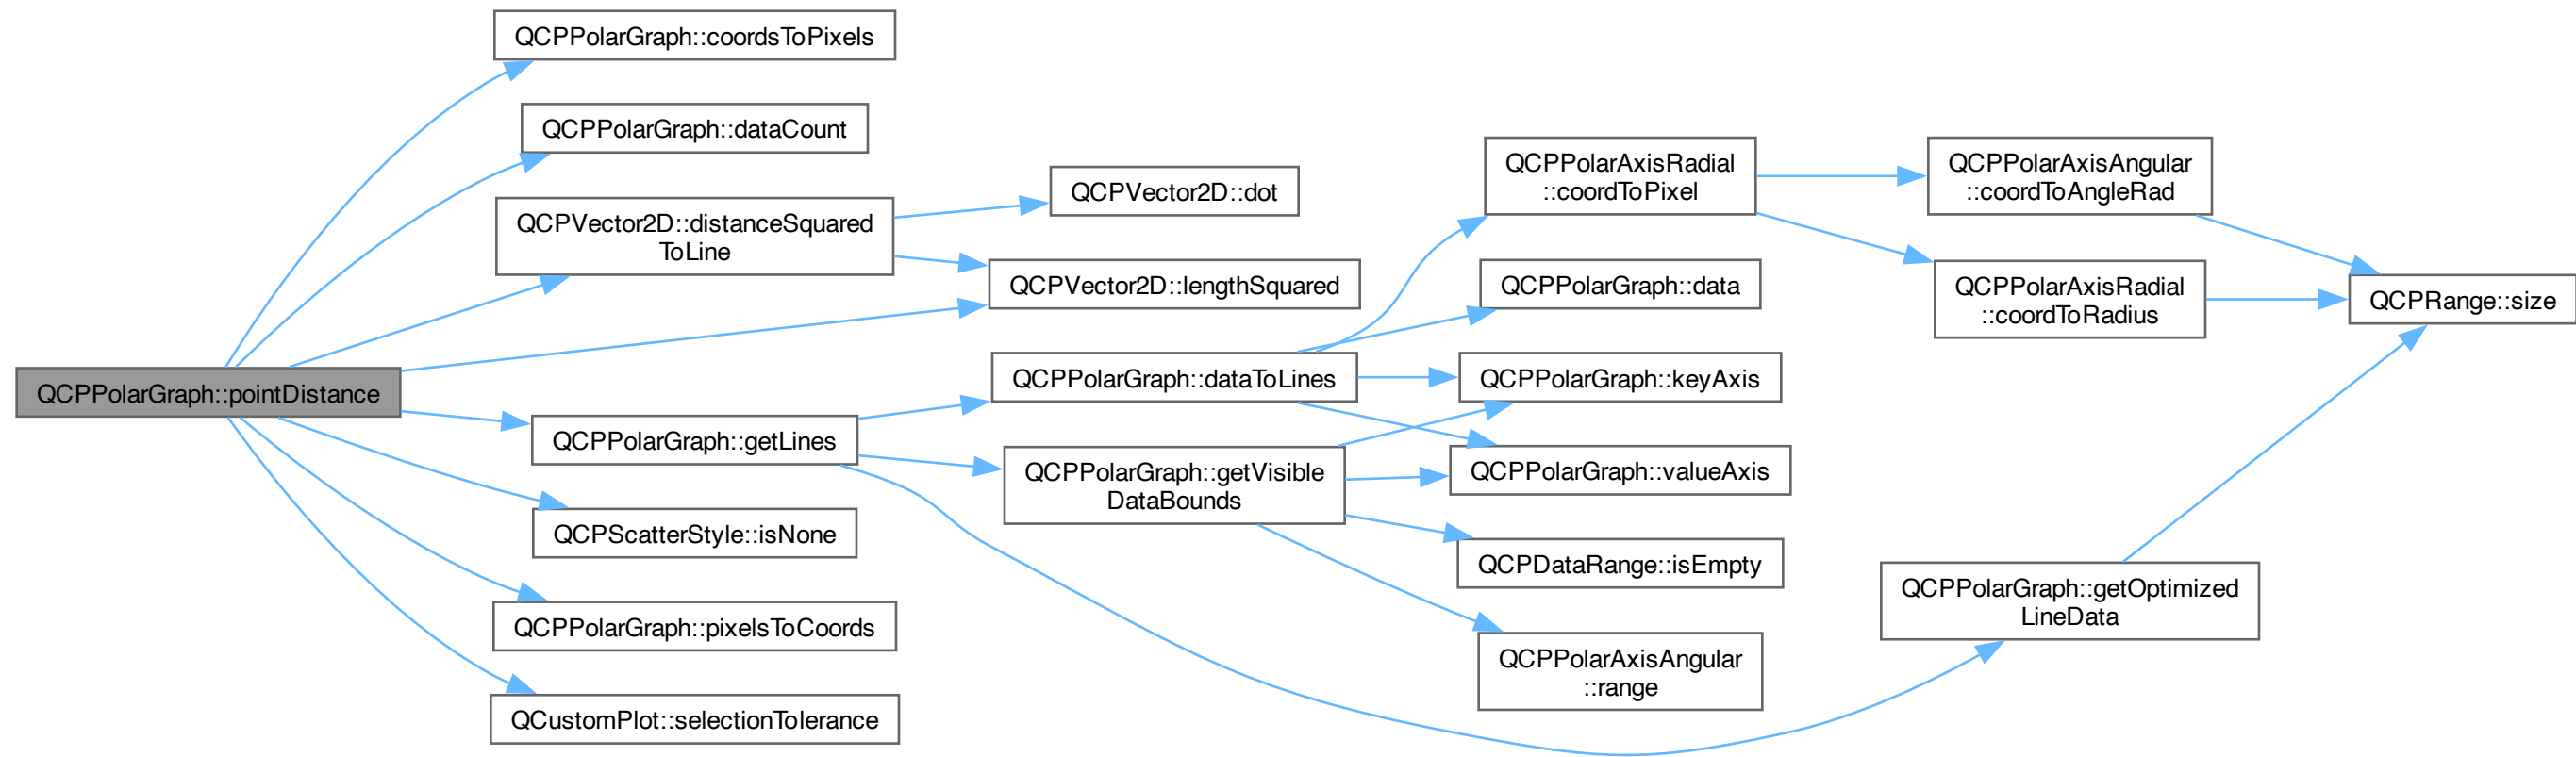 QCPPolarGraph::pointDistance
QCPPolarGraph::coordsToPixels
QCPPolarGraph::dataCount
QCPVector2D::distanceSquared
ToLine
QCPVector2D::dot
QCPVector2D::lengthSquared
QCPPolarGraph::getLines
QCPPolarGraph::dataToLines
QCPPolarAxisRadial
::coordToPixel
QCPPolarAxisAngular
::coordToAngleRad
QCPRange::size
QCPPolarAxisRadial
::coordToRadius
QCPPolarGraph::data
QCPPolarGraph::keyAxis
QCPPolarGraph::valueAxis
QCPPolarGraph::getVisible
DataBounds
QCPDataRange::isEmpty
QCPPolarAxisAngular
::range
QCPPolarGraph::getOptimized
LineData
QCPScatterStyle::isNone
QCPPolarGraph::pixelsToCoords
QCustomPlot::selectionTolerance